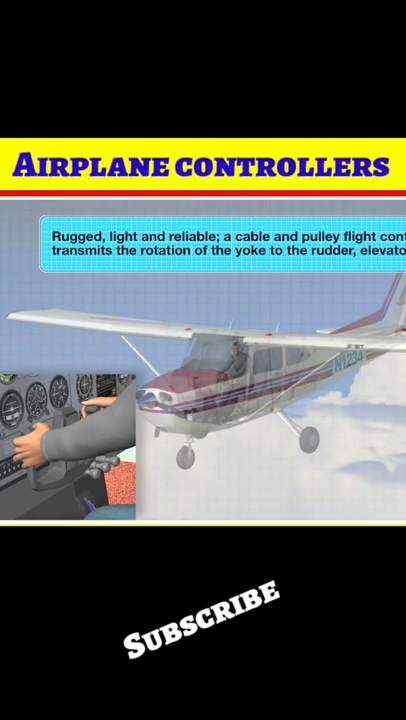 AIRPLANE CONTROLLERS
Rugged, light and reliable; a cable and pulley flight cont
transmits the rotation of the yoke to the rudder, elevato
N1234
SUBSCRIBE